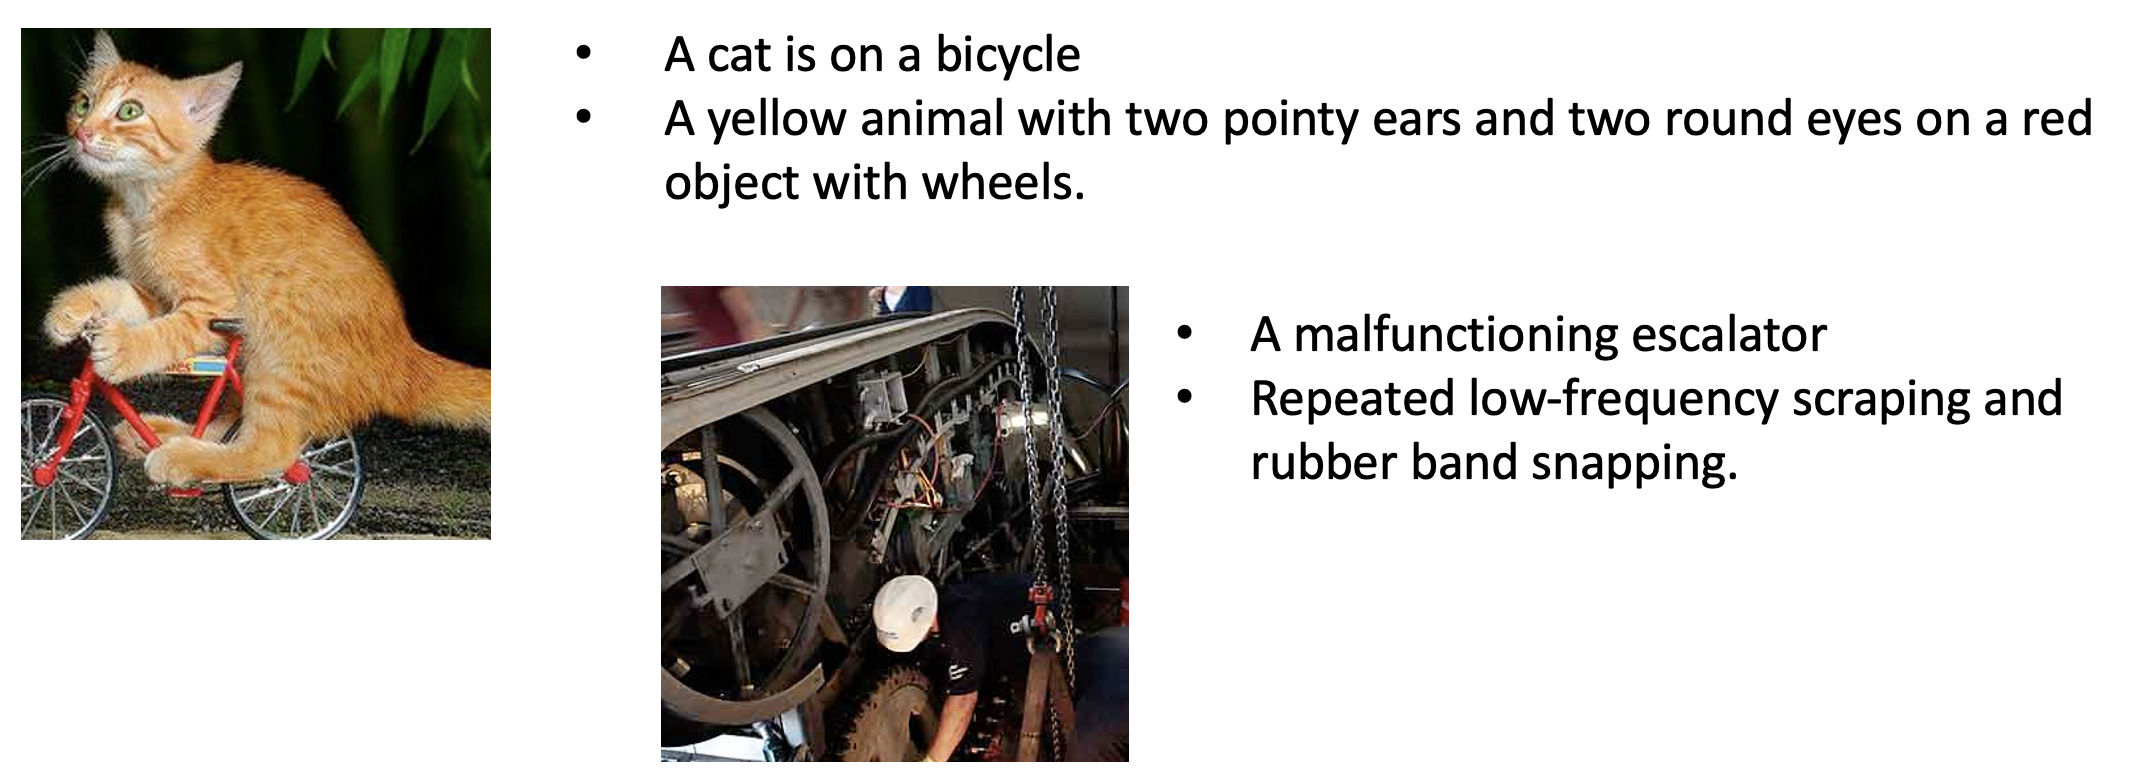 • A cat is on a bicycle
• A yellow animal with two pointy ears and two round eyes on a red
object with wheels.
• A malfunctioning escalator
• Repeated low-frequency scraping and
rubber band snapping.